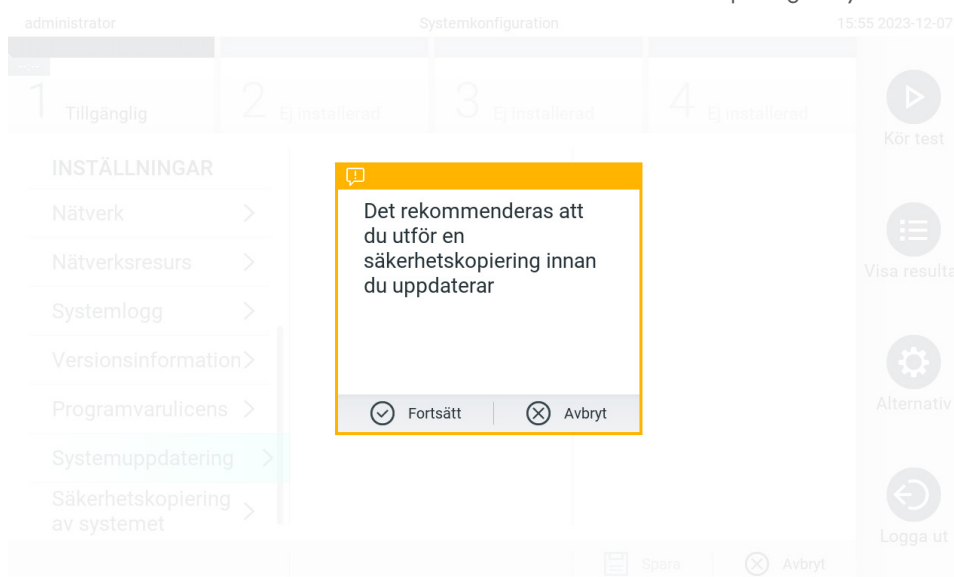 administrator Systemkonfiguration 15:55 2023-12-07
1 Tillgänglig 2 Ej installerad 3 Ej installerad 4 Ej installerad
Kör test
INSTÄLLNINGAR
Nätverk
Nätverksresurs
Systemlogg
Versionsinformation
Programvarulicens
Systemuppdatering
Säkerhetskopiering
av systemet
Det rekommenderas att
du utför en
säkerhetskopiering innan
du uppdaterar
Fortsätt Avbryt
Visa resulta
Alternativ
Logga ut
Spara Avbryt